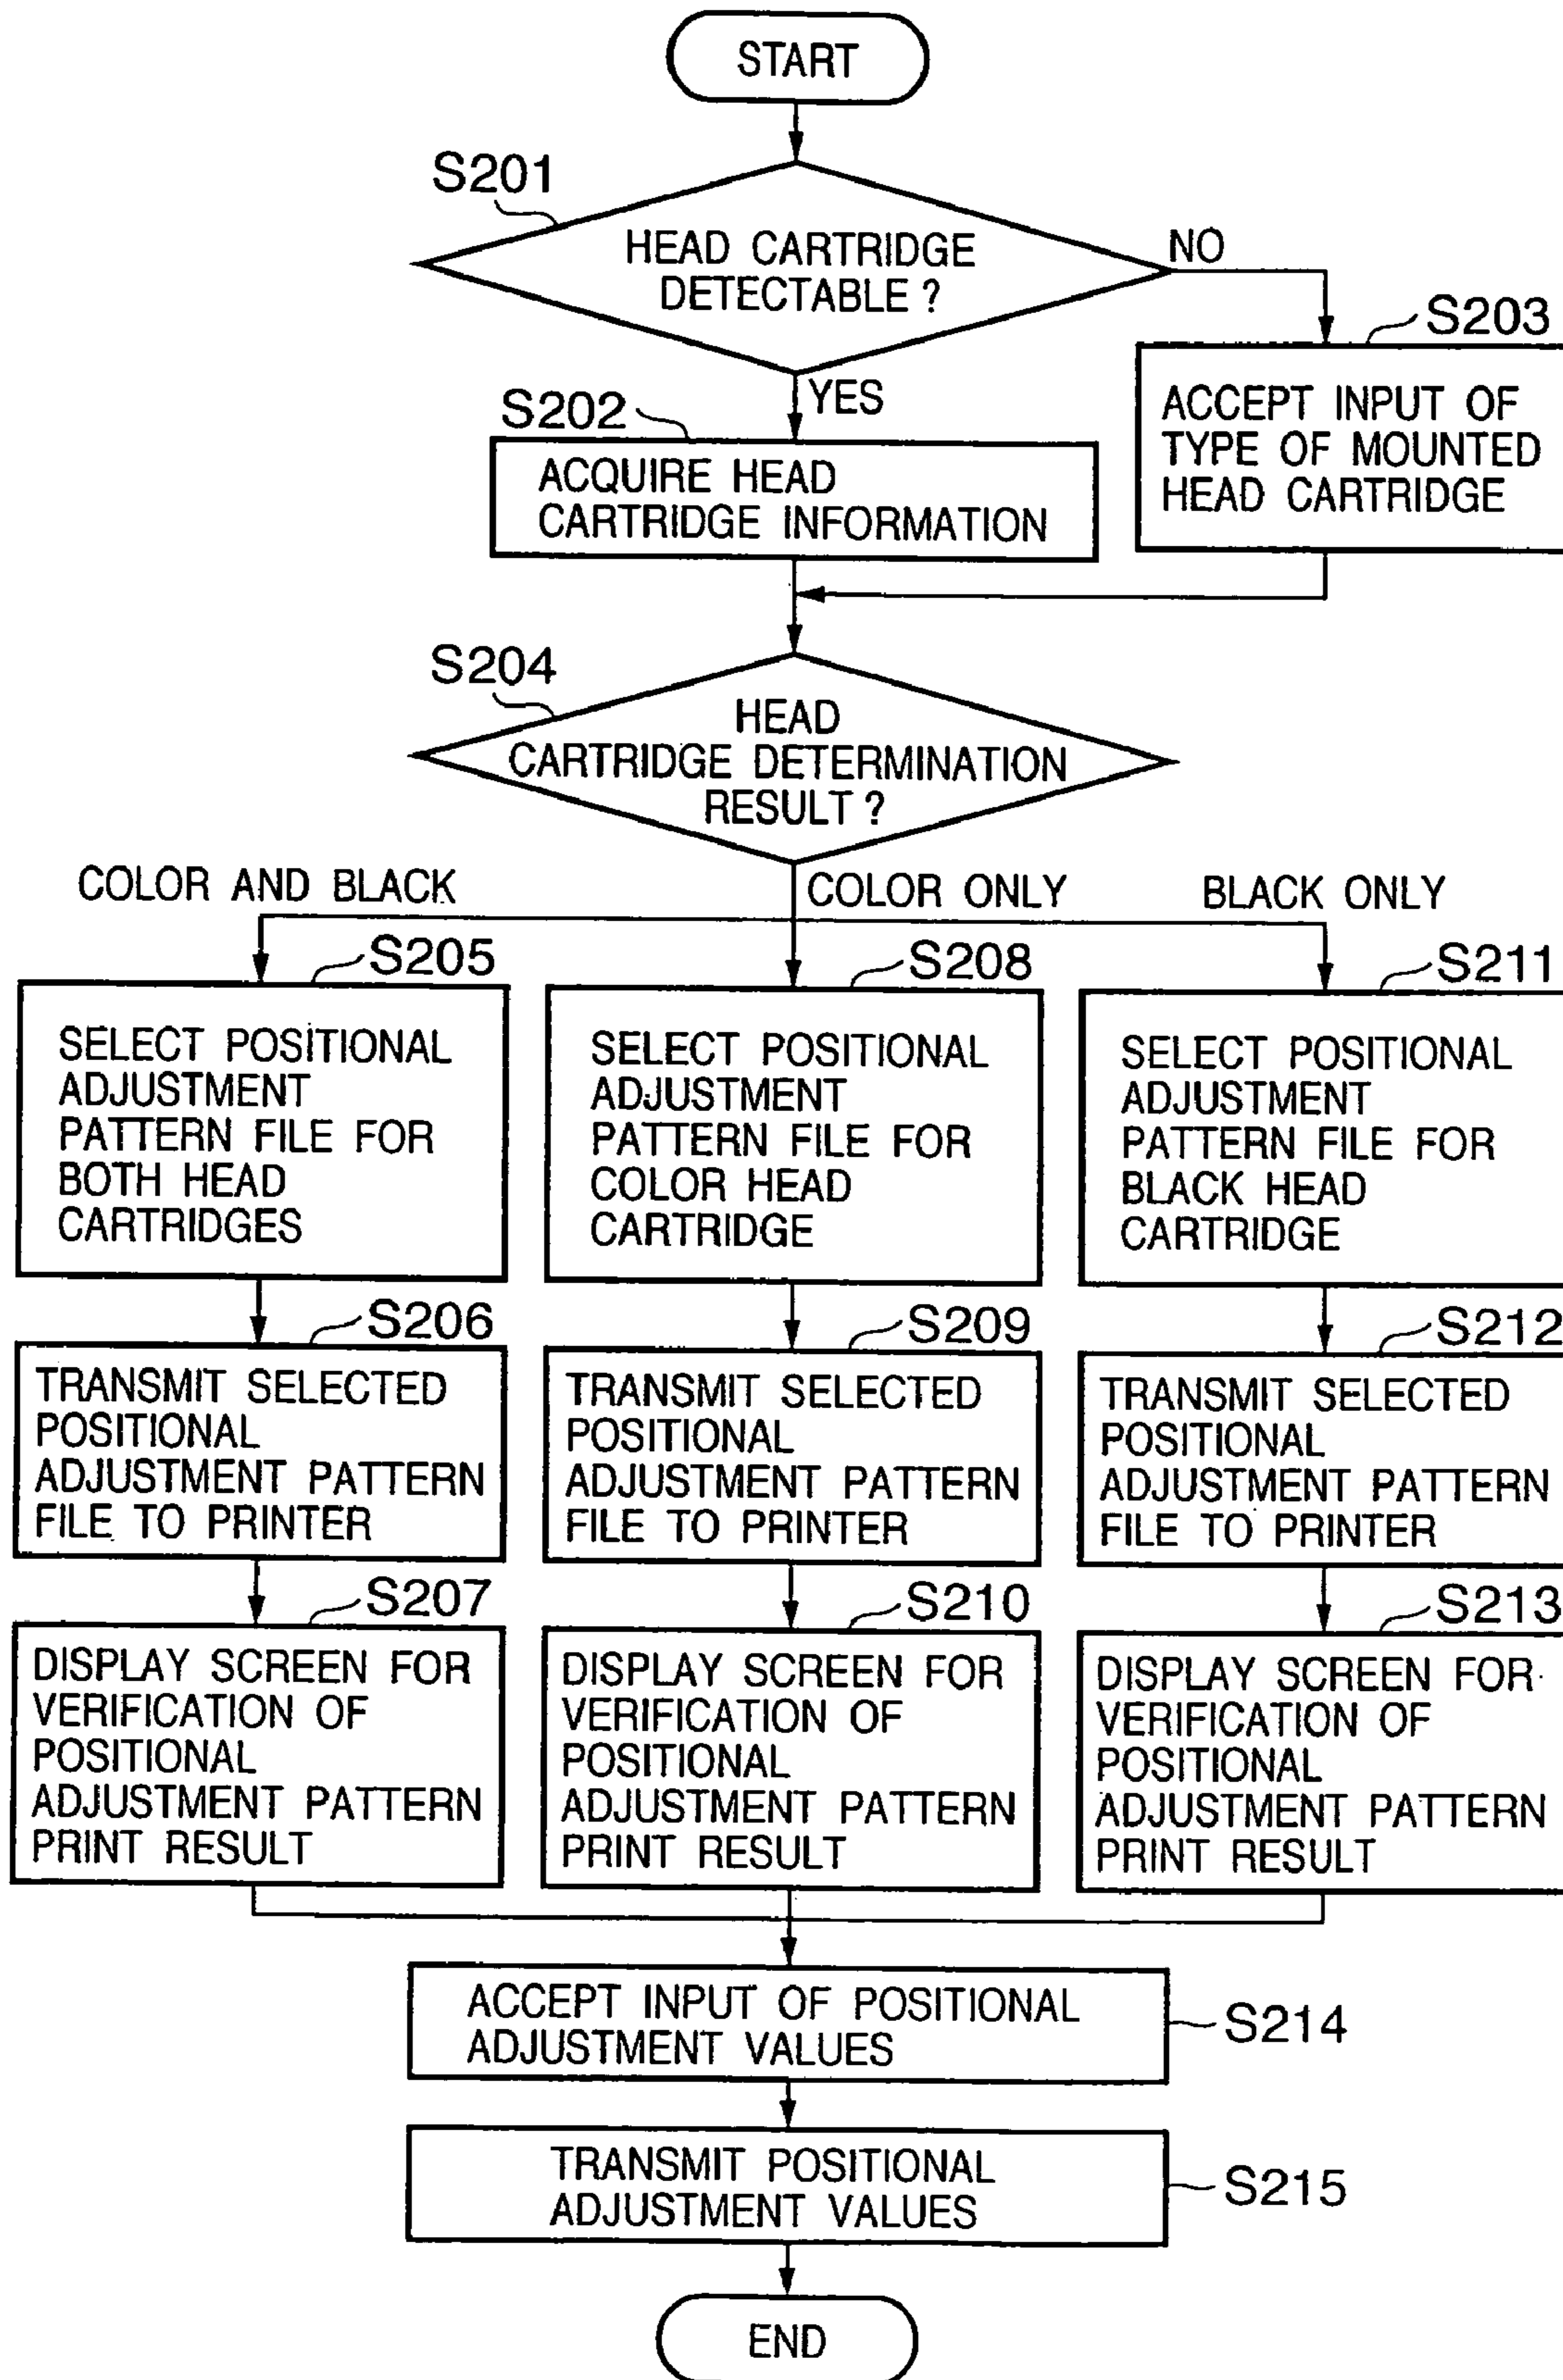 START
S201
HEAD CARTRIDGE
DETECTABLE ?
NO
S203
YES
S202
ACCEPT INPUT OF
TYPE OF MOUNTED
HEAD CARTRIDGE
ACQUIRE HEAD
CARTRIDGE INFORMATION
S204
HEAD
CARTRIDGE DETERMINATION
RESULT ?
COLOR AND BLACK
COLOR ONLY
BLACK ONLY
S205
SELECT POSITIONAL
ADJUSTMENT
PATTERN FILE FOR
BOTH HEAD
CARTRIDGES
S208
SELECT POSITIONAL
ADJUSTMENT
PATTERN FILE FOR
COLOR HEAD
CARTRIDGE
S211
SELECT POSITIONAL
ADJUSTMENT
PATTERN FILE FOR
BLACK HEAD
CARTRIDGE
S206
TRANSMIT SELECTED
POSITIONAL
ADJUSTMENT PATTERN
FILE TO PRINTER
S209
TRANSMIT SELECTED
POSITIONAL
ADJUSTMENT PATTERN
FILE TO PRINTER
S212
TRANSMIT SELECTED
POSITIONAL
ADJUSTMENT PATTERN
FILE TO PRINTER
S207
DISPLAY SCREEN FOR
VERIFICATION OF
POSITIONAL
ADJUSTMENT PATTERN
PRINT RESULT
S210
DISPLAY SCREEN FOR
VERIFICATION OF
POSITIONAL
ADJUSTMENT PATTERN
PRINT RESULT
S213
DISPLAY SCREEN FOR
VERIFICATION OF
POSITIONAL
ADJUSTMENT PATTERN
PRINT RESULT
ACCEPT INPUT OF POSITIONAL
ADJUSTMENT VALUES
S214
TRANSMIT POSITIONAL
ADJUSTMENT VALUES
S215
END